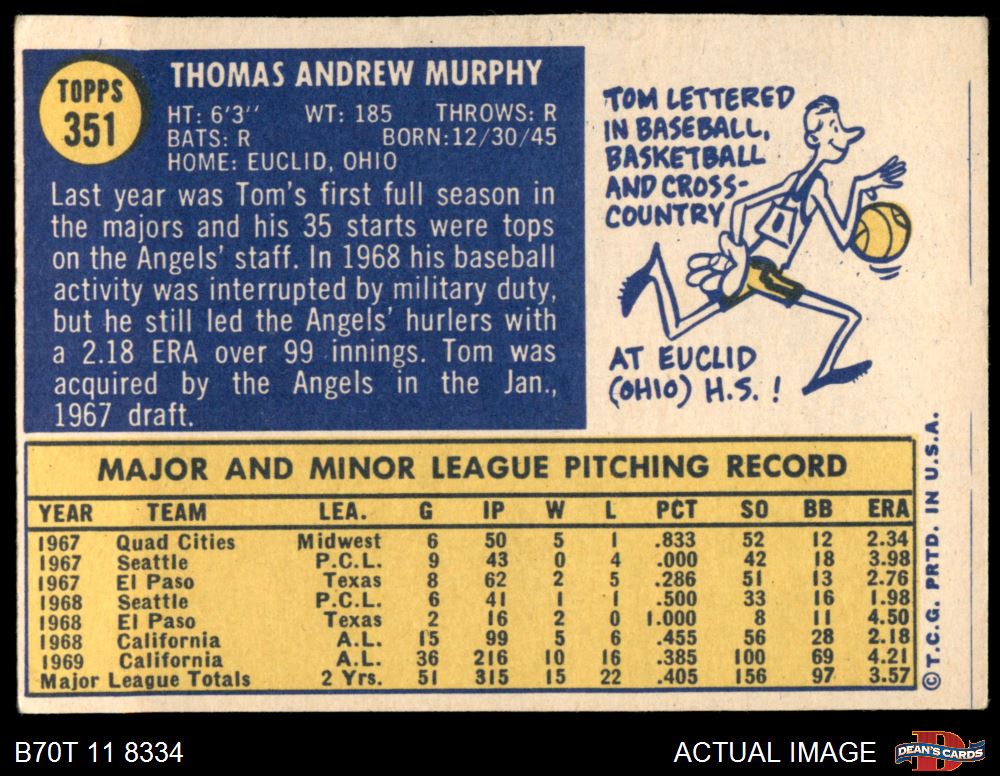 TOPPS
351
THOMAS ANDREW MURPHY
HT: 6'3" WT: 185 THROWS: R
BATS: R BORN:12/30/45
HOME: EUCLID, OHIO
Last year was Tom's first full season in
the majors and his 35 starts were tops
on the Angels' staff. In 1968 his baseball
activity was interrupted by military duty,
but he still led the Angels' hurlers with
a 2.18 ERA over 99 innings. Tom was
acquired by the Angels in the Jan.,
1967 draft.
TOM LETTERED
IN BASEBALL,
BASKETBALL
AND CROSS-
COUNTRY
AT EUCLID
(OHIO) H.S. !
MAJOR AND MINOR LEAGUE PITCHING RECORD
YEAR TEAM LEA. G IP W L PCT SO BB ERA
1967 Quad Cities Midwest 6 50 5 1 .833 52 12 2.34
1967 Seattle P.C.L. 9 43 0 4 .000 42 18 3.98
1967 El Paso Texas 8 62 2 5 .286 51 13 2.76
1968 Seattle P.C.L. 6 41 1 1 .500 33 16 1.98
1968 El Paso Texas 2 16 2 0 1.000 8 11 4.50
1968 California A.L. 15 99 5 6 .455 56 28 2.18
1969 California A.L. 36 216 10 16 .385 100 69 4.21
Major League Totals 2 Yrs. 51 315 15 22 .405 156 97 3.57
©T.C.G. PRTD. IN U.S.A.
B70T 11 8334
ACTUAL IMAGE
DEAN'S CARDS